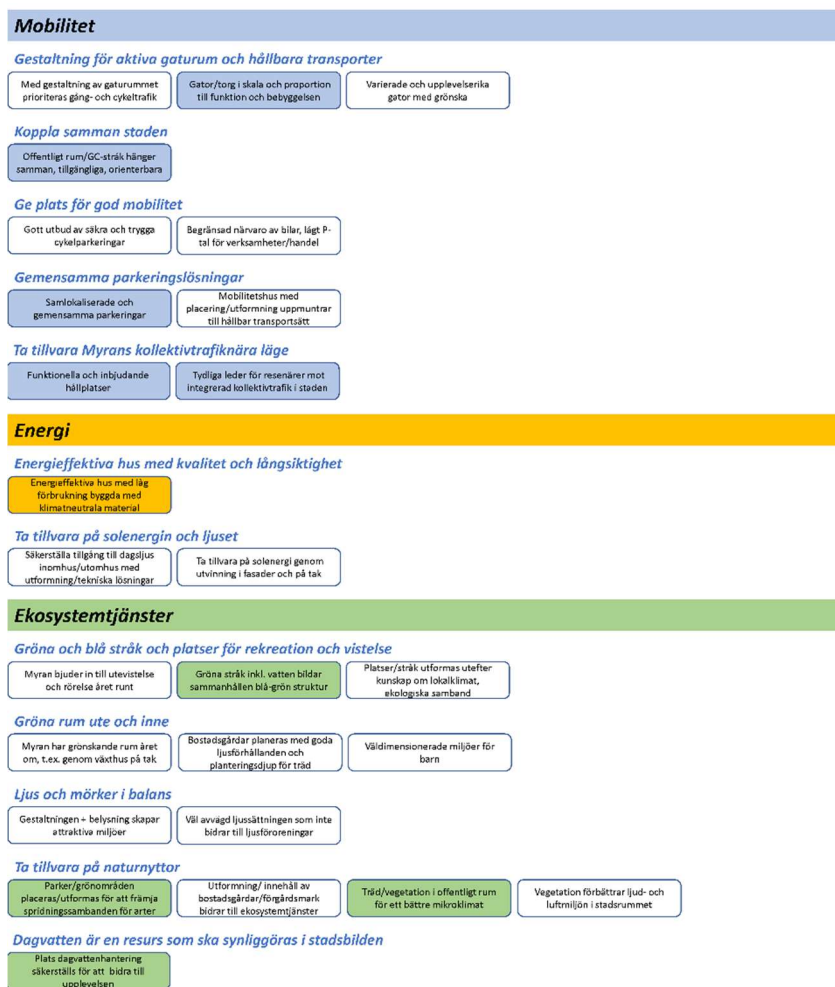 Mobilitet
Gestaltning för aktiva gaturum och hållbara transporter
Med gestaltning av gaturummet
prioriteras gång- och cykeltrafik
Gator/torg i skala och proportion
till funktion och bebyggelsen
Varierade och upplevelserika
gator med grönska
Koppla samman staden
Offentligt rum/GC-stråk hänger
samman, tillgängliga, orienterbara
Ge plats för god mobilitet
Gott utbud av säkra och trygga
cykelparkeringar
Begränsad närvaro av bilar, lågt P-
tal för verksamheter/handel
Gemensamma parkeringslösningar
Samlokaliserade och
gemensamma parkeringar
Mobilitetshus med
placering/utformning uppmuntrar
till hållbar transportsätt
Ta tillvara Myrans kollektivtrafiknära läge
Funktionella och inbjudande
hållplatser
Tydliga leder för resenärer mot
integrerad kollektivtrafik i staden
Energi
Energieffektiva hus med kvalitet och långsiktighet
Energieffektiva hus med låg
förbrukning byggda med
klimatneutrala material
Ta tillvara på solenergin och ljuset
Säkerställa tillgång till dagsljus
inomhus/utomhus med
utformning/tekniska lösningar
Ta tillvara på solenergi genom
utvinning i fasader och på tak
Ekosystemtjänster
Gröna och blå stråk och platser för rekreation och vistelse
Myran bjuder in till utevistelse
och rörelse året runt
Gröna stråk inkl. vatten bildar
sammanhållen blå-grön struktur
Platser/stråk utformas utefter
kunskap om lokalklimat,
ekologiska samband
Gröna rum ute och inne
Myran har grönskande rum året
om, t.ex. genom växthus på tak
Bostadsgårdar planeras med goda
ljusförhållanden och
planteringsdjup för träd
Väldimensionerade miljöer för
barn
Ljus och mörker i balans
Gestaltningen + belysning skapar
attraktiva miljöer
Väl avvägd ljussättningen som inte
bidrar till ljusföroreningar
Ta tillvara på naturnyttor
Parker/grönområden
placeras/utformas för att främja
spridningssambanden för arter
Utformning/ innehåll av
bostadsgårdar/förgårdsmark
bidrar till ekosystemtjänster
Träd/vegetation i offentligt rum
för ett bättre mikroklimat
Vegetation förbättrar ljud- och
luftmiljön i stadsrummet
Dagvatten är en resurs som ska synliggöras i stadsbilden
Plats dagvattenhantering
säkerställs för att bidra till
upplevelsen